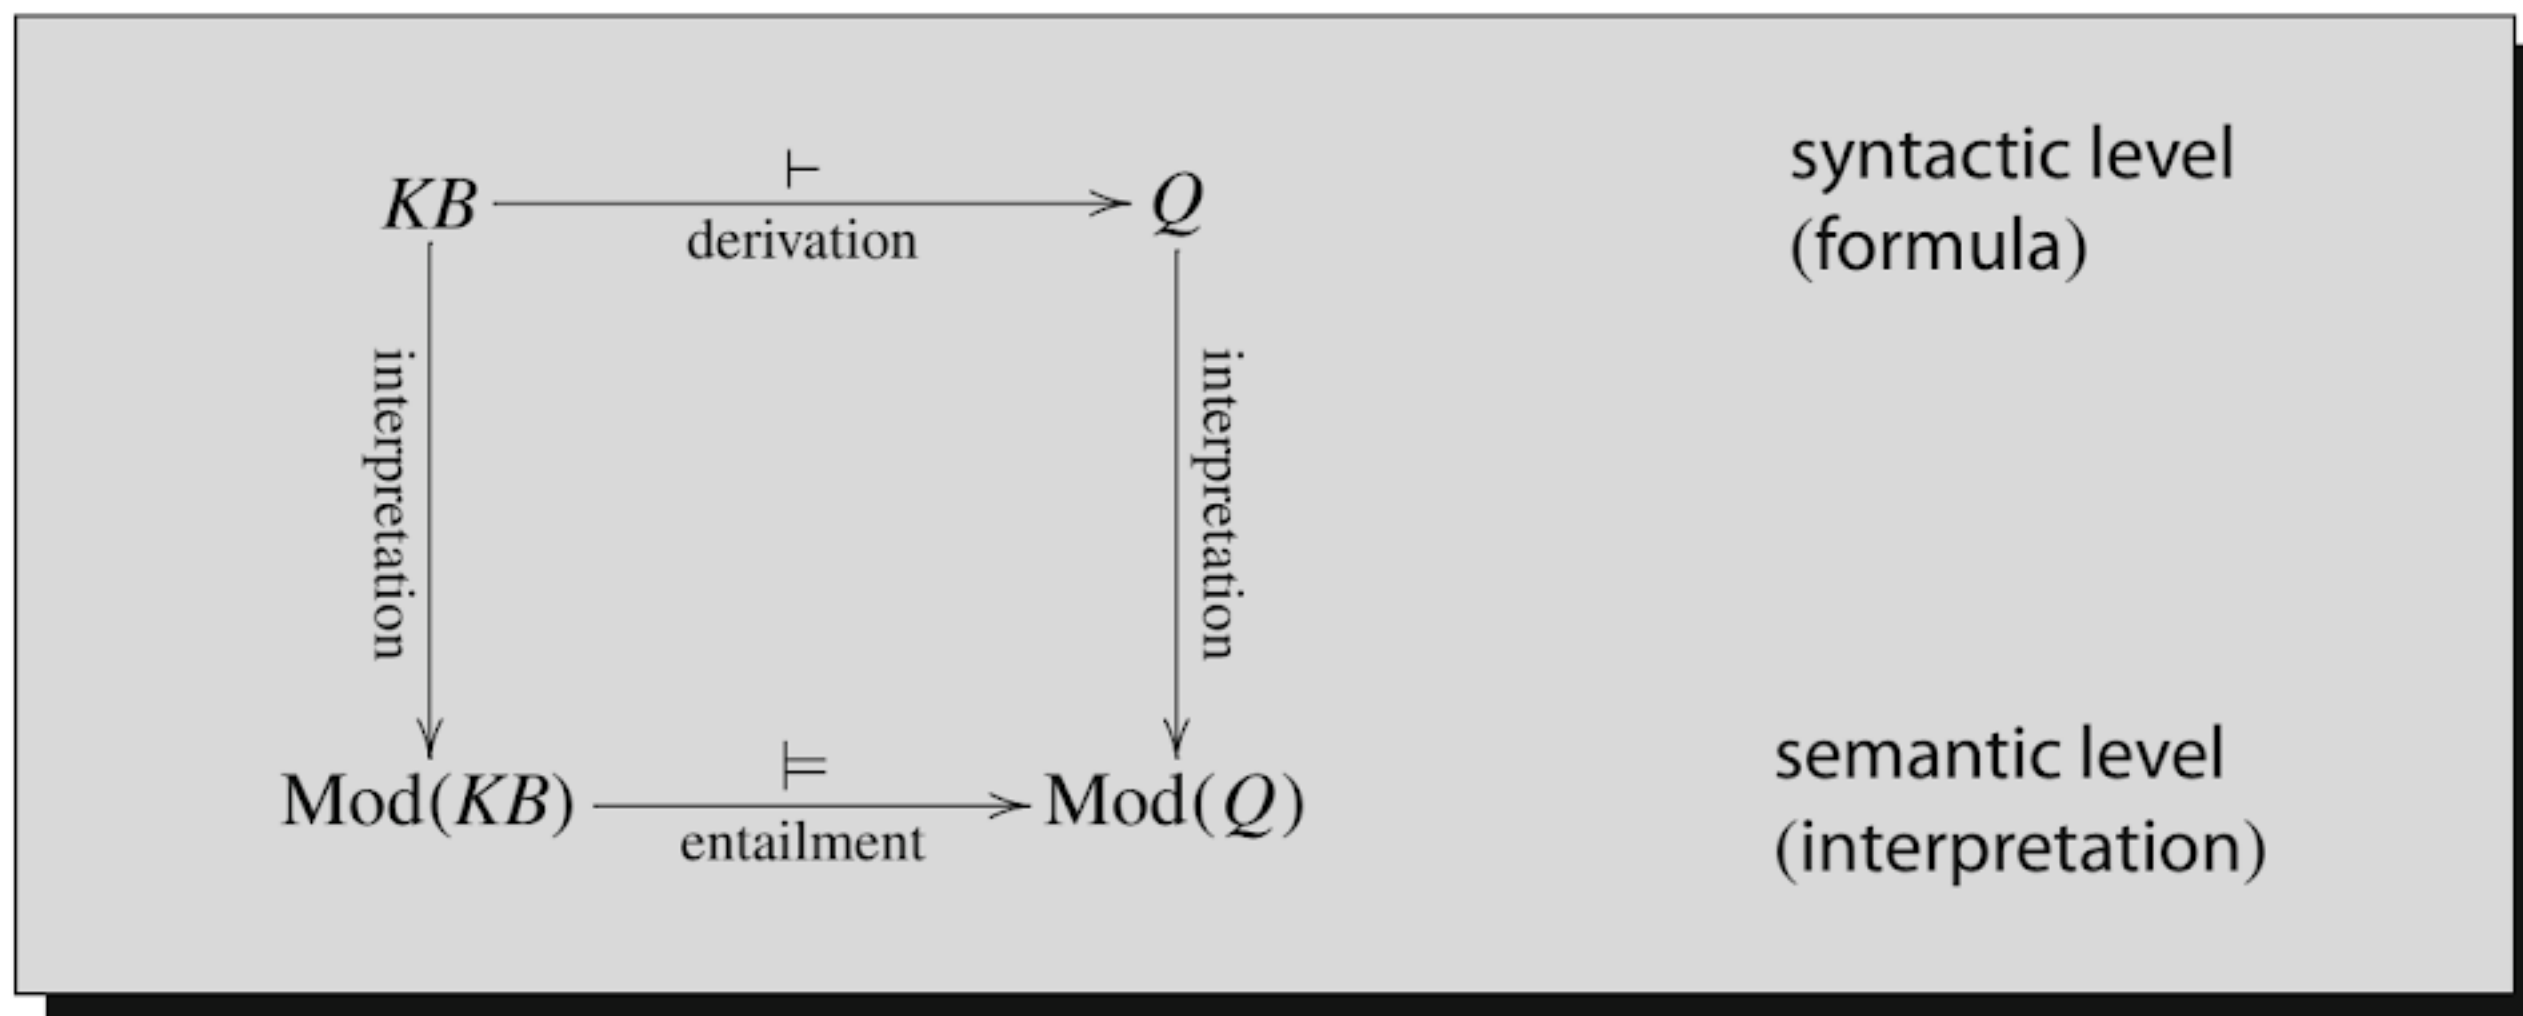 ⊢
KB
Q
derivation
syntactic level
(formula)
interpretation
interpretation
⊨
Mod(KB)
Mod(Q)
entailment
semantic level
(interpretation)